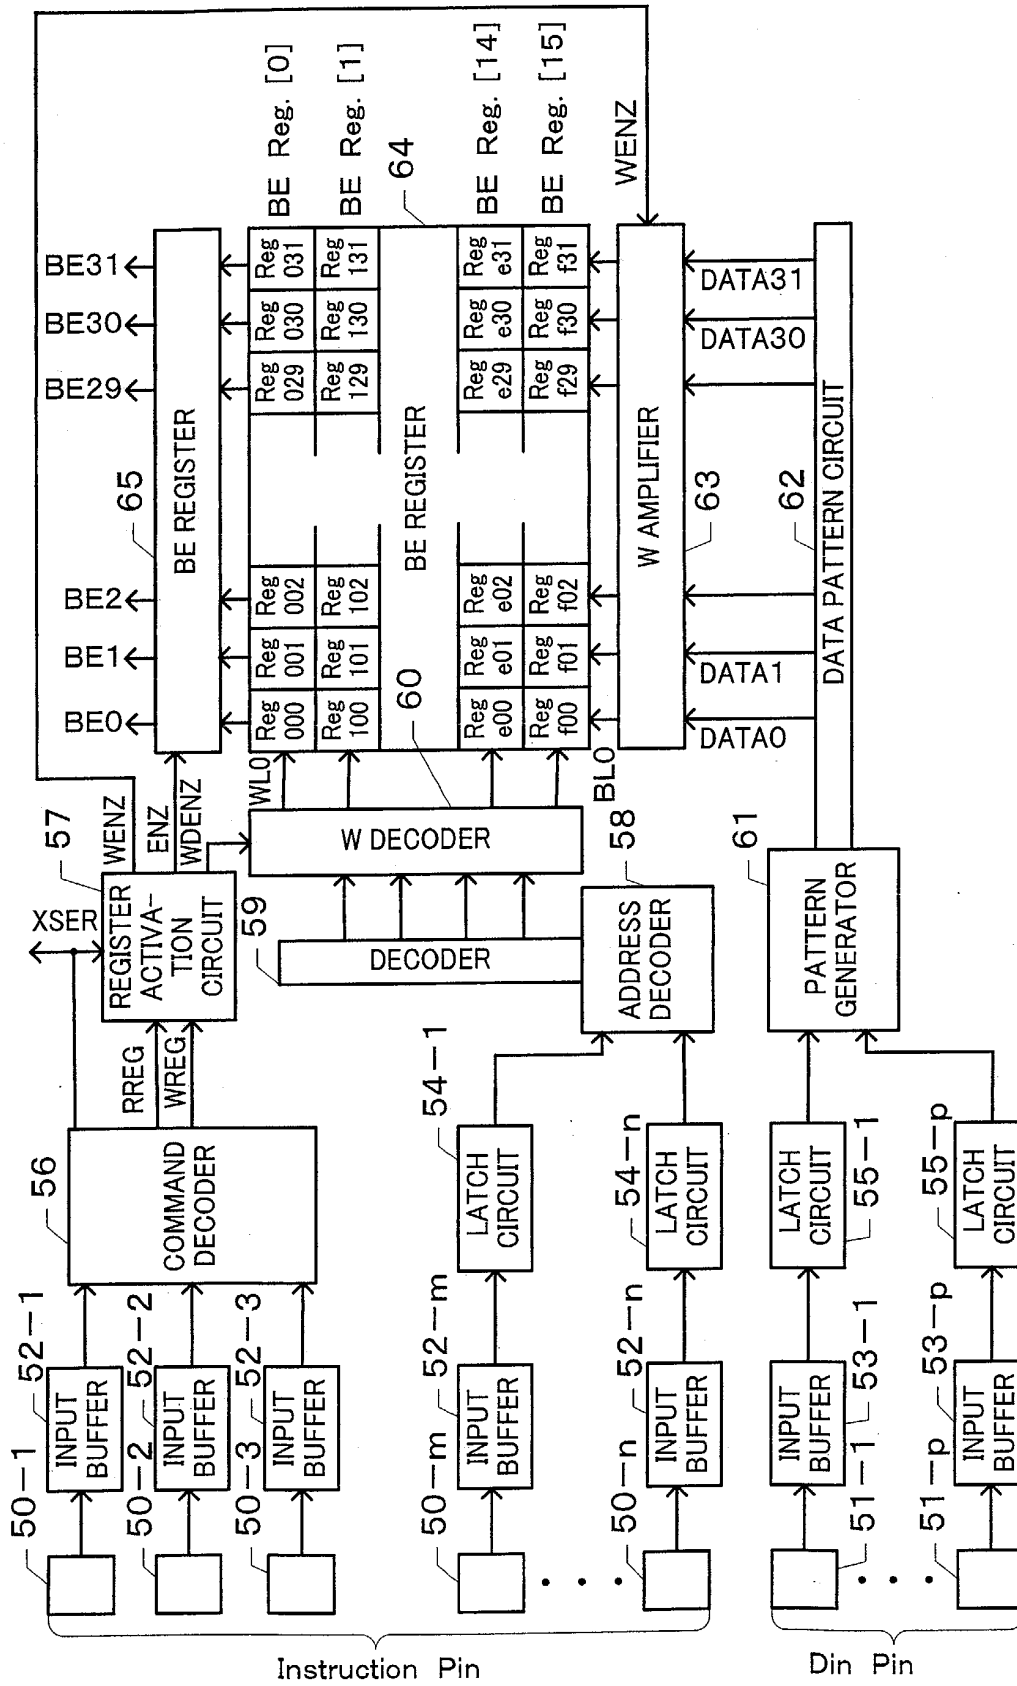 BE0
BE1
BE2
BE29
BE30
BE31
65
BE REGISTER
57
XSER
REGISTER
ACTIVA-
TION
CIRCUIT
WENZ
ENZ
WDENZ
RREG
WREG
56
COMMAND
DECODER
50-1
INPUT
BUFFER
52-1
50-2
INPUT
BUFFER
52-2
50-3
INPUT
BUFFER
52-3
WL0
Reg
000
Reg
001
Reg
002
Reg
029
Reg
030
Reg
031
BE Reg. [0]
Reg
100
Reg
101
Reg
102
Reg
129
Reg
130
Reg
131
BE Reg. [1]
60
BE REGISTER
64
Reg
e00
Reg
e01
Reg
e02
Reg
e29
Reg
e30
Reg
e31
BE Reg. [14]
Reg
f00
Reg
f01
Reg
f02
Reg
f29
Reg
f30
Reg
f31
BE Reg. [15]
W DECODER
59
DECODER
58
ADDRESS
DECODER
BL0
W AMPLIFIER
63
WENZ
DATA0
DATA1
DATA30
DATA31
DATA PATTERN CIRCUIT
62
61
PATTERN
GENERATOR
50-m
INPUT
BUFFER
52-m
LATCH
CIRCUIT
54-1
50-n
INPUT
BUFFER
52-n
LATCH
CIRCUIT
54-n
51-1
INPUT
BUFFER
53-1
LATCH
CIRCUIT
55-1
51-p
INPUT
BUFFER
53-p
LATCH
CIRCUIT
55-p
Instruction Pin
Din Pin